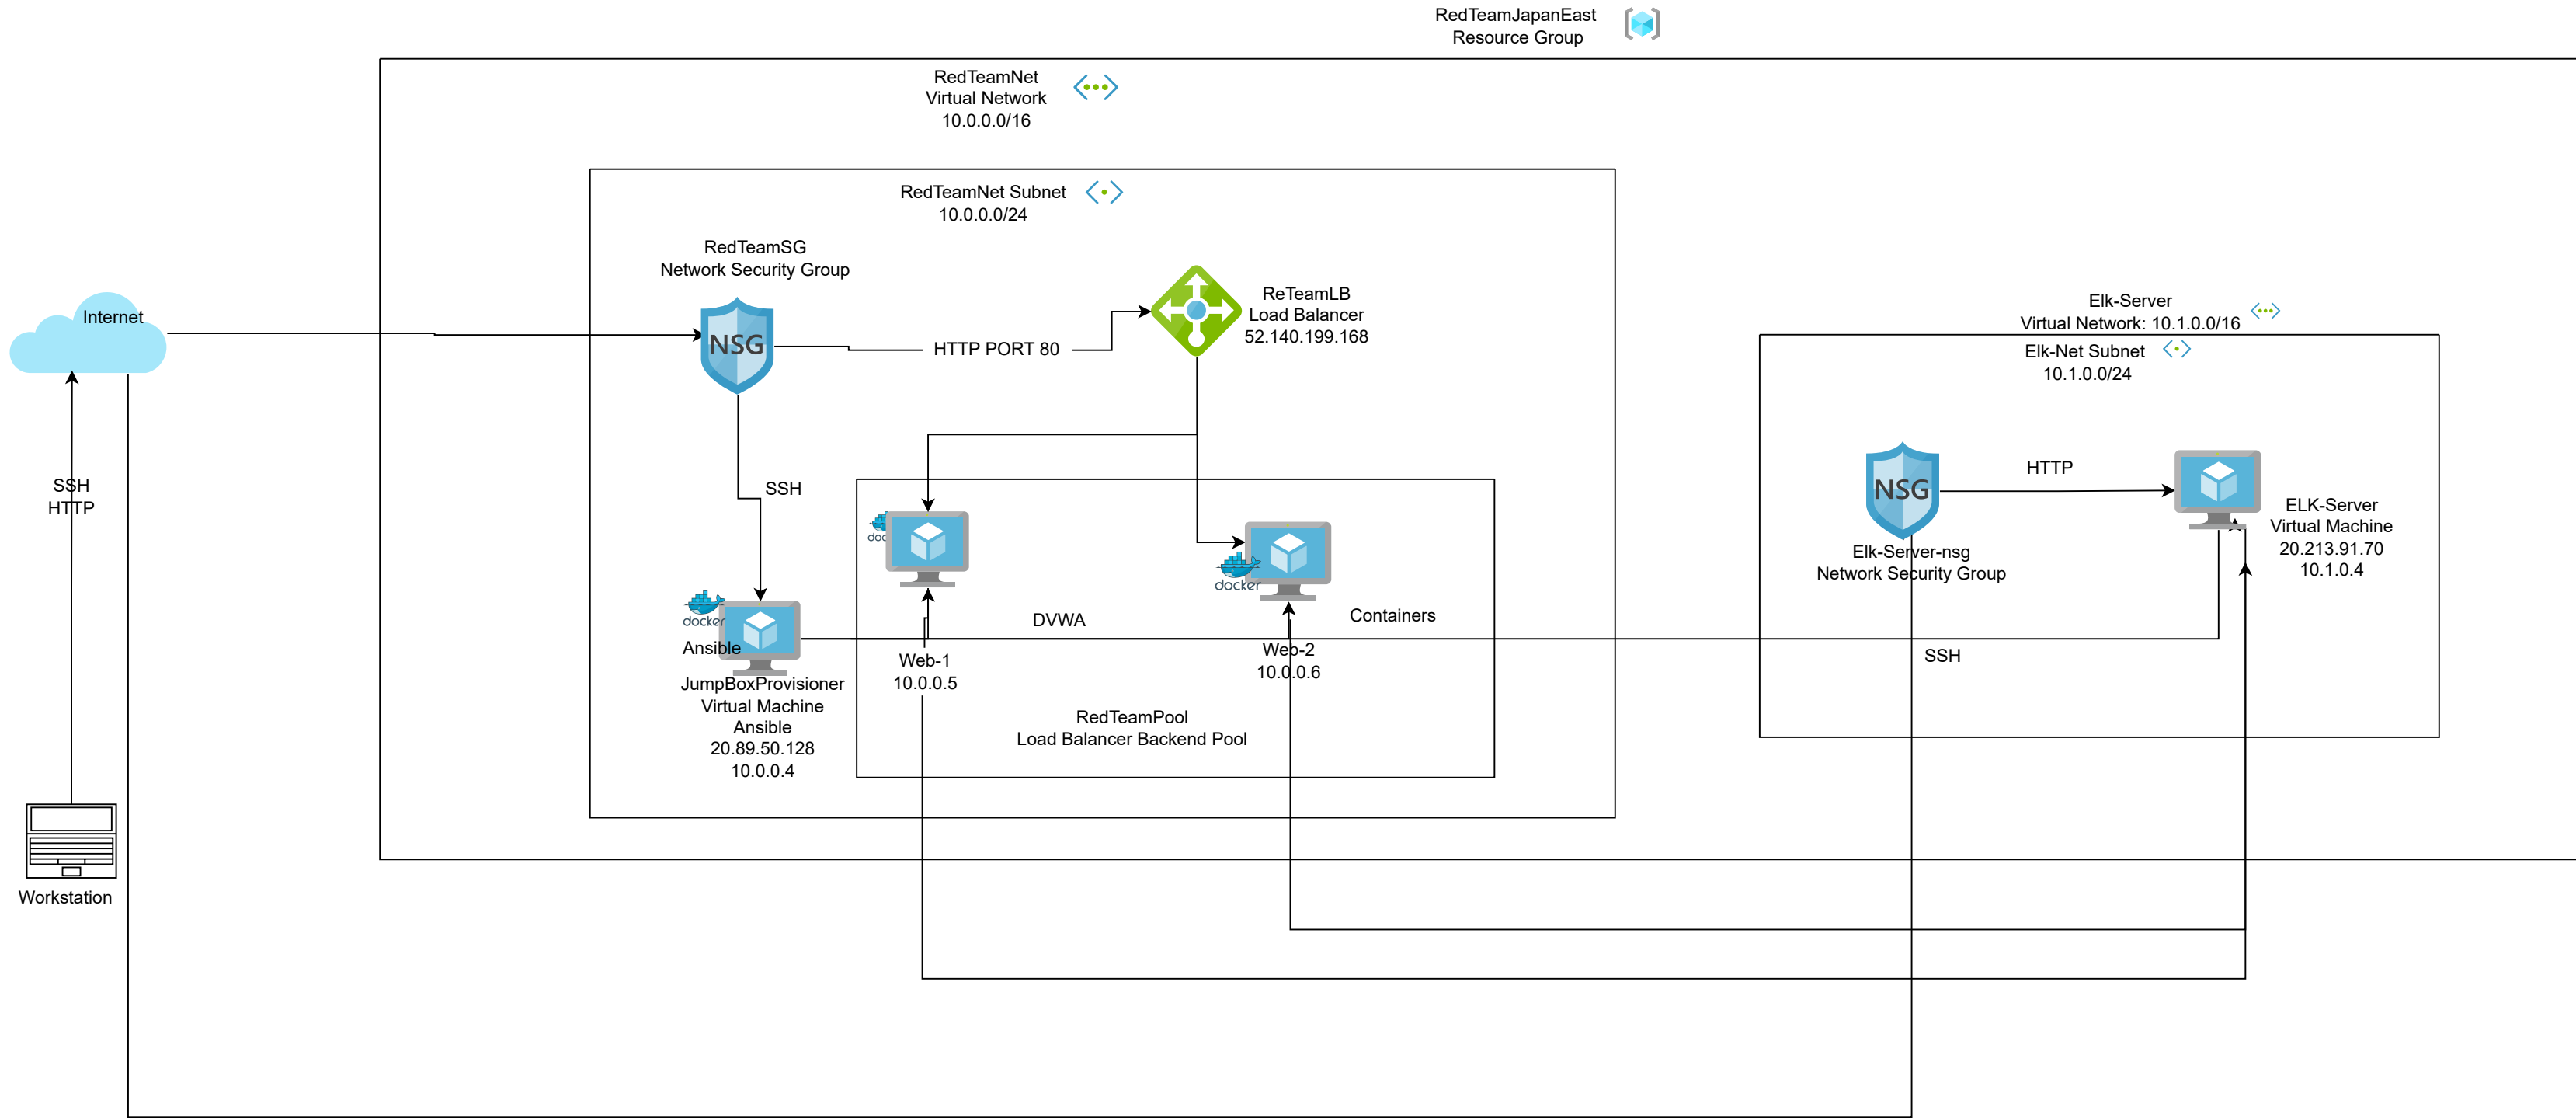 RedTeamJapanEast
Resource Group
RedTeamNet
Virtual Network
10.0.0.0/16
RedTeamNet Subnet
10.0.0.0/24
RedTeamSG
Network Security Group
NSG
HTTP PORT 80
ReTeamLB
Load Balancer
52.140.199.168
Internet
SSH
HTTP
Workstation
SSH
docker
Ansible
JumpBoxProvisioner
Virtual Machine
Ansible
20.89.50.128
10.0.0.4
doc
Web-1
10.0.0.5
DVWA
docker
Web-2
10.0.0.6
Containers
RedTeamPool
Load Balancer Backend Pool
Elk-Server
Virtual Network: 10.1.0.0/16
Elk-Net Subnet
10.1.0.0/24
NSG
Elk-Server-nsg
Network Security Group
HTTP
ELK-Server
Virtual Machine
20.213.91.70
10.1.0.4
SSH